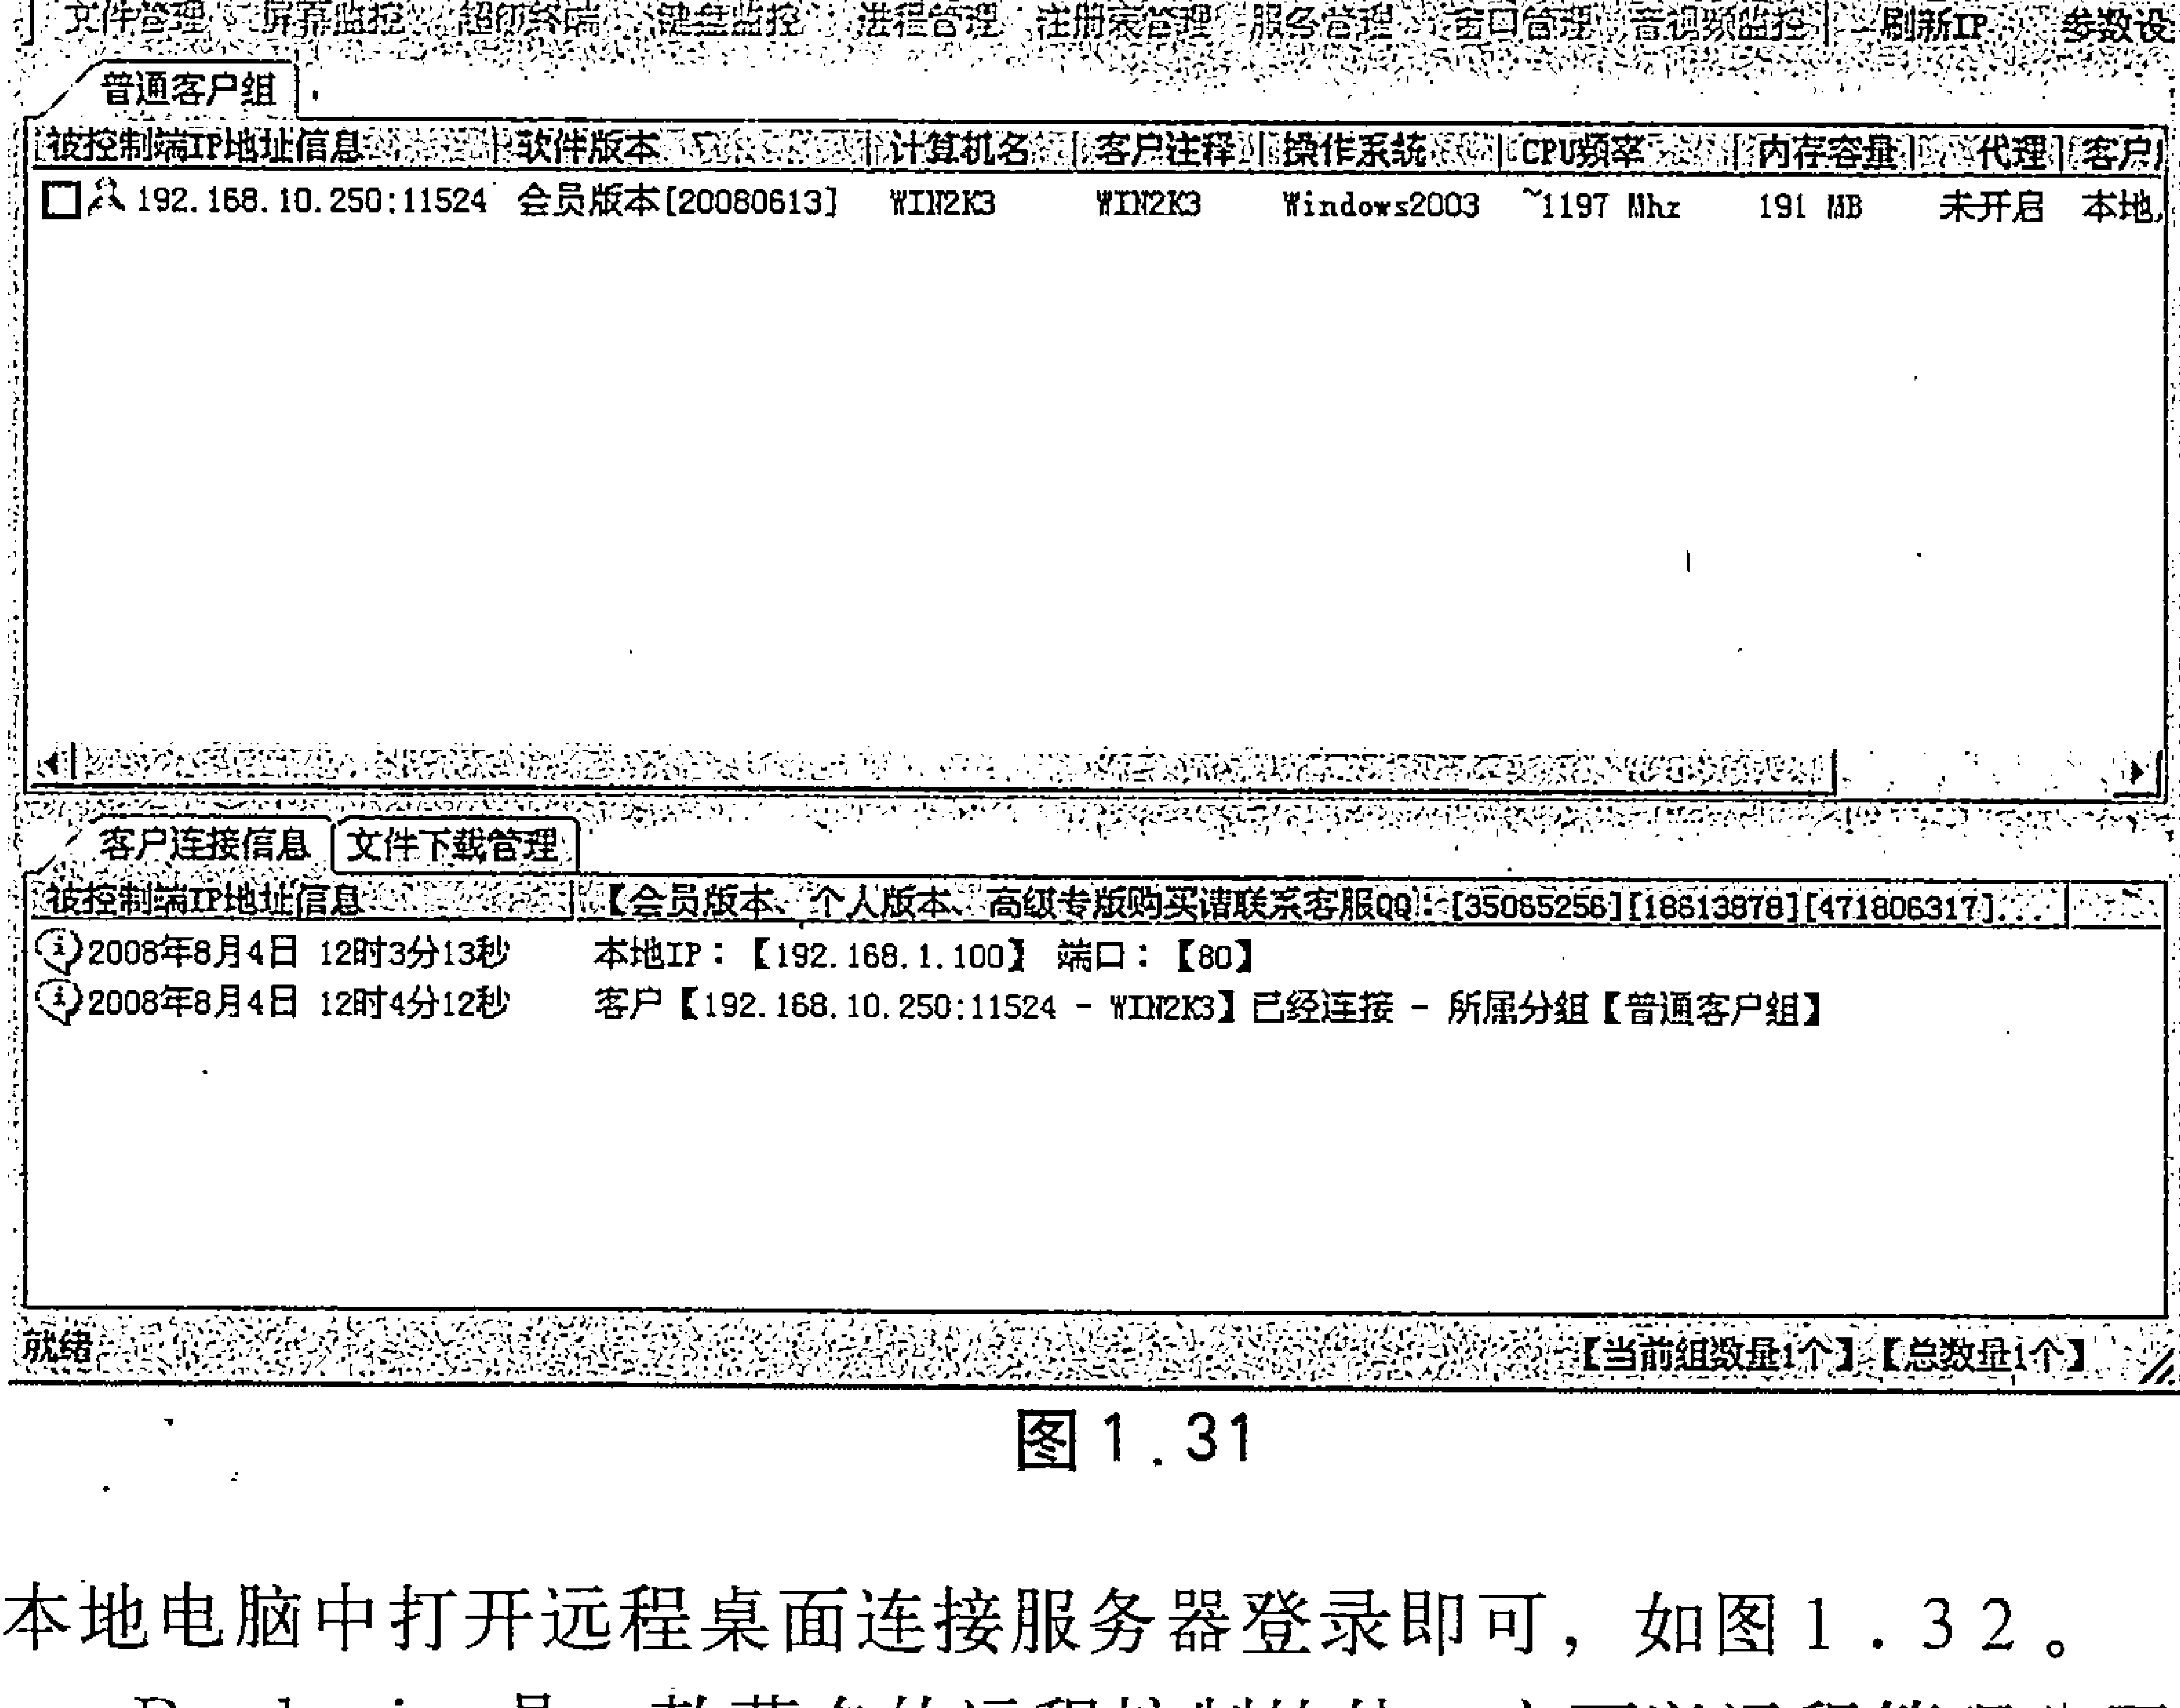 文件管理 屏幕监控 超级终端 键盘监控 进程管理 注册表管理 服务管理 窗口管理 音视频监控 刷新IP 参数设
普通客户组
被控制端IP地址信息 软件版本 计算机名 客户注释 操作系统 CPU频率 内存容量 代理 客户
192.168.10.250:11524 会员版本[20080613] WIN2K3 WIN2K3 Windows2003 ~1197 Mhz 191 MB 未开启 本地
客户连接信息 文件下载管理
被控制端IP地址信息 【会员版本、个人版本、高级专版购买请联系客服QQ:[35065256][18613878][471806317]...
2008年8月4日 12时3分13秒 本地IP：【192.168.1.100】 端口：【80】
2008年8月4日 12时4分12秒 客户【192.168.10.250:11524 - WIN2K3】已经连接 - 所属分组【普通客户组】
就绪 【当前组数量1个】【总数量1个】
图1.31
本地电脑中打开远程桌面连接服务器登录即可，如图1.32。